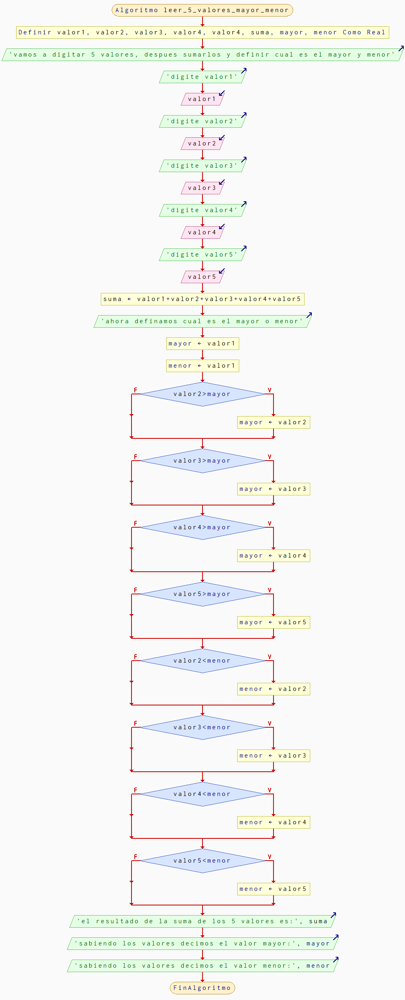 Algoritmo leer_5_valores_mayor_menor
Definir valor1, valor2, valor3, valor4, valor4, suma, mayor, menor Como Real
'vamos a digitar 5 valores, despues sumarlos y definir cual es el mayor y menor'
'digite valor1'
valor1
'digite valor2'
valor2
'digite valor3'
valor3
'digite valor4'
valor4
'digite valor5'
valor5
suma ← valor1+valor2+valor3+valor4+valor5
'ahora definamos cual es el mayor o menor'
mayor ← valor1
menor ← valor1
F valor2>mayor V
mayor ← valor2
F valor3>mayor V
mayor ← valor3
F valor4>mayor V
mayor ← valor4
F valor5>mayor V
mayor ← valor5
F valor2<menor V
menor ← valor2
F valor3<menor V
menor ← valor3
F valor4<menor V
menor ← valor4
F valor5<menor V
menor ← valor5
'el resultado de la suma de los 5 valores es:', suma
'sabiendo los valores decimos el valor mayor:', mayor
'sabiendo los valores decimos el valor menor:', menor
FinAlgoritmo